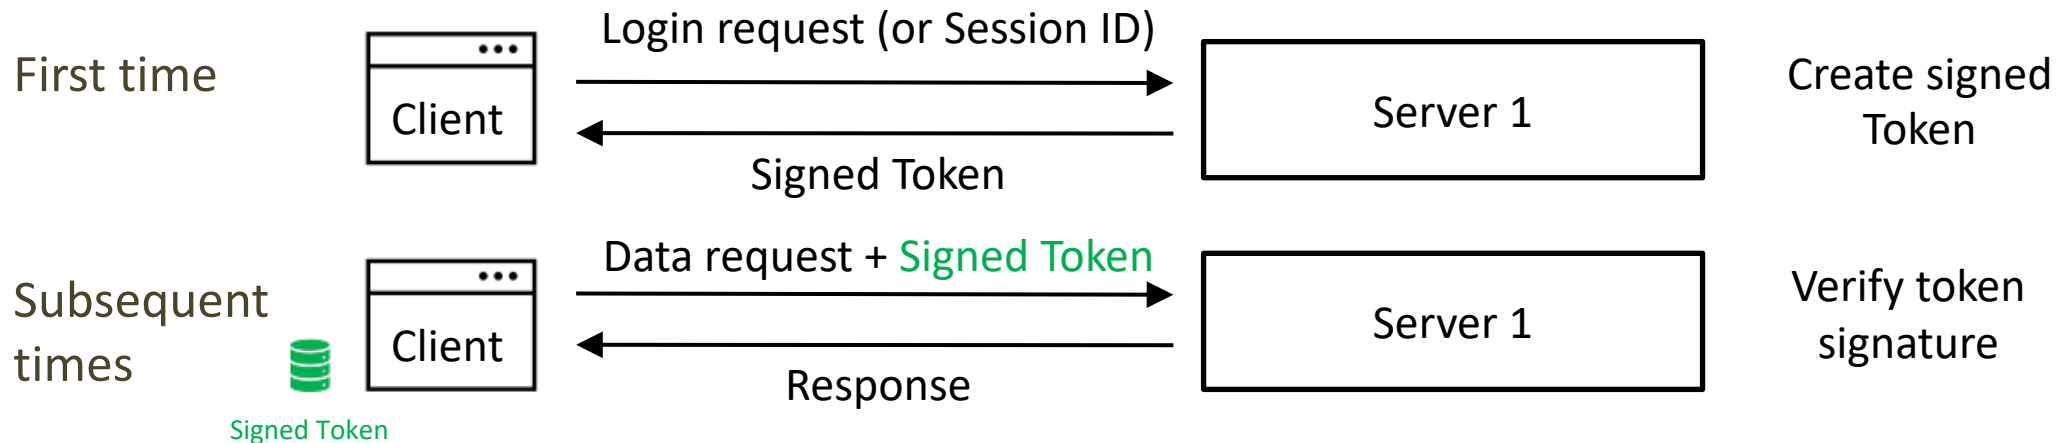 First time
Client
Login request (or Session ID)
Signed Token
Server 1
Create signed
Token
Subsequent
times
Signed Token
Client
Data request + Signed Token
Response
Server 1
Verify token
signature